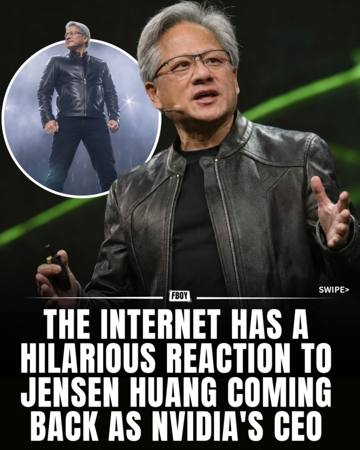 SWIPE>
FBOY
THE INTERNET HAS A
HILARIOUS REACTION TO
JENSEN HUANG COMING
BACK AS NVIDIA'S CEO